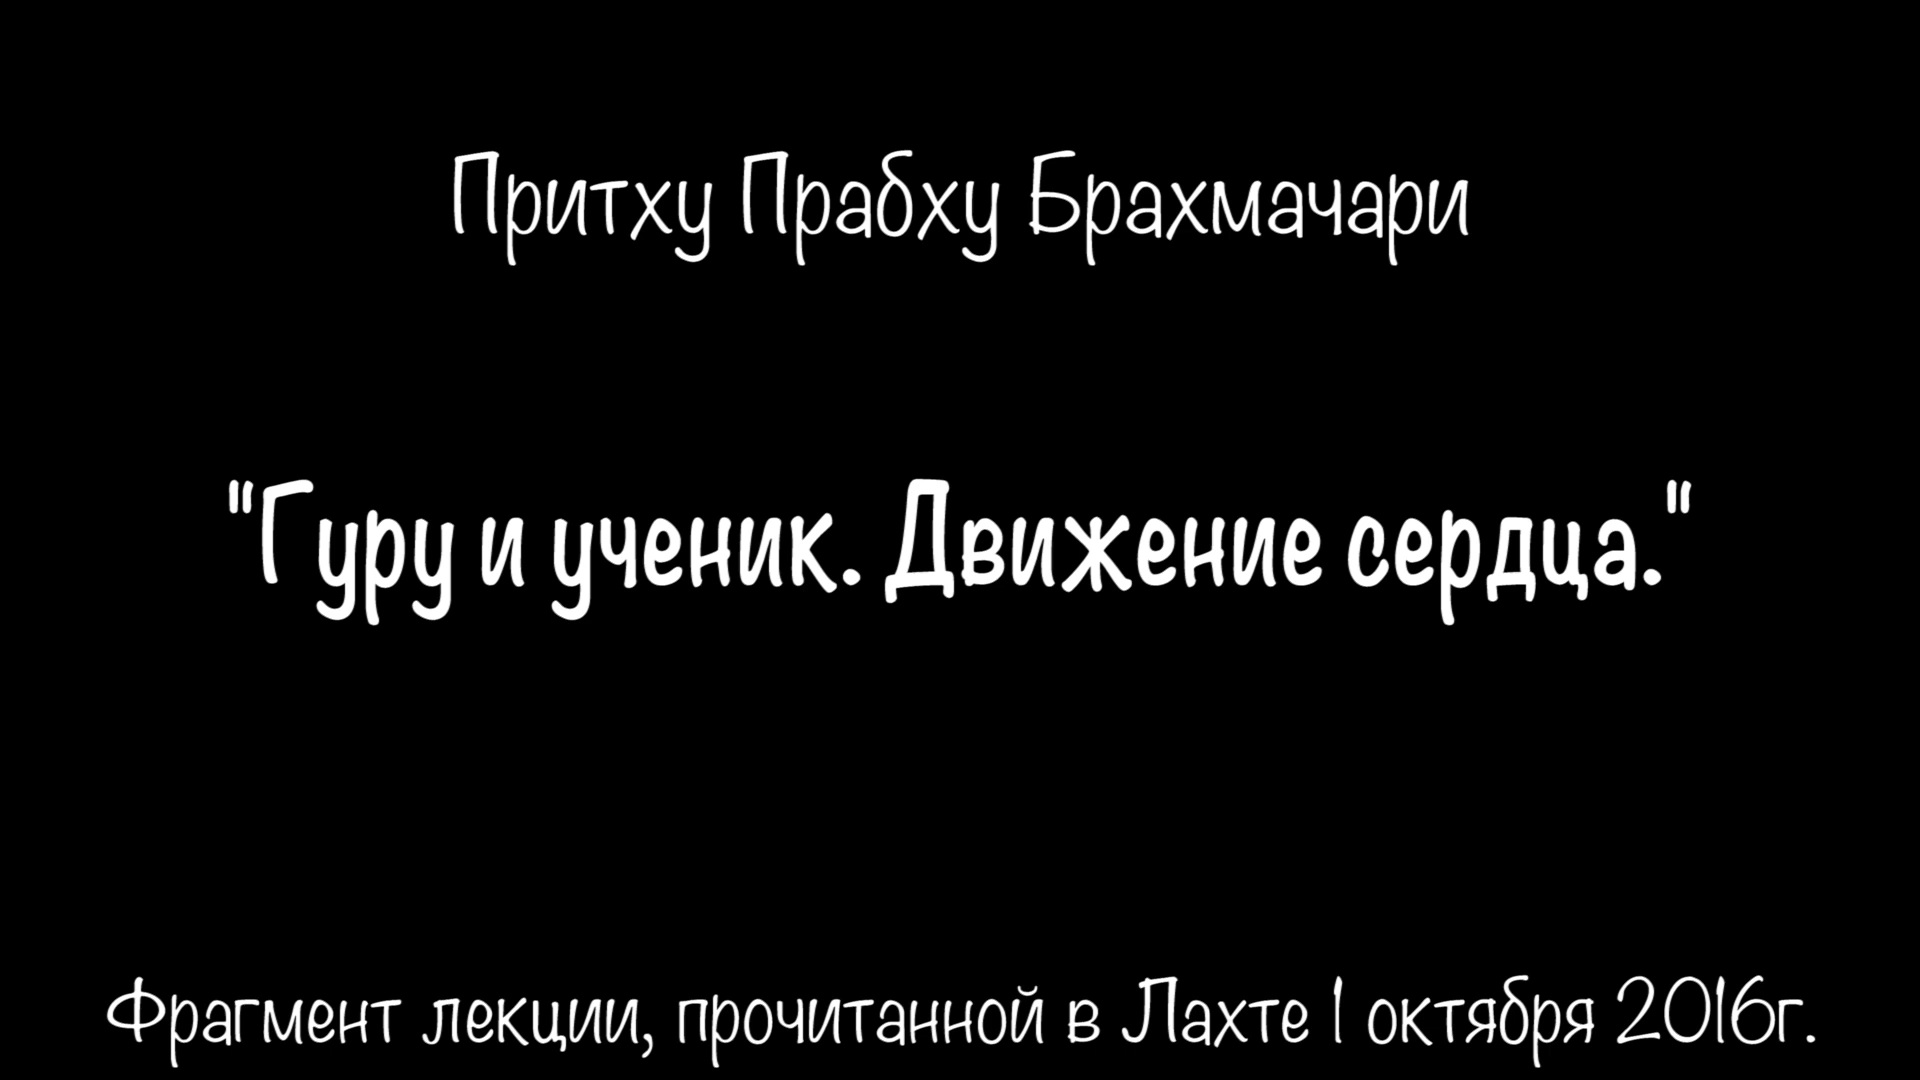 Притху Прабху Брахмачари
"Гуру и ученик. Движение сердца."
Фрагмент лекции, прочитанной в Лахте 1 октября 2016г.